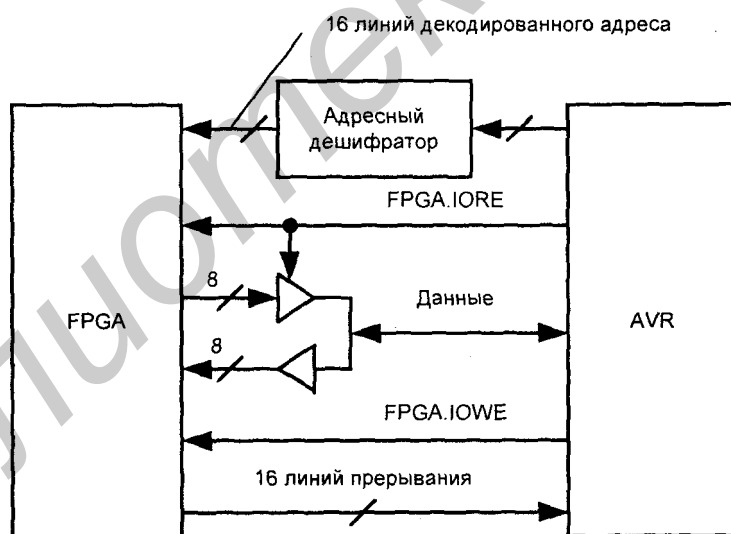 16 линий декодированного адреса
Адресный
дешифратор
FPGA.IORE
8
Данные
FPGA
AVR
8
FPGA.IOWE
16 линий прерывания